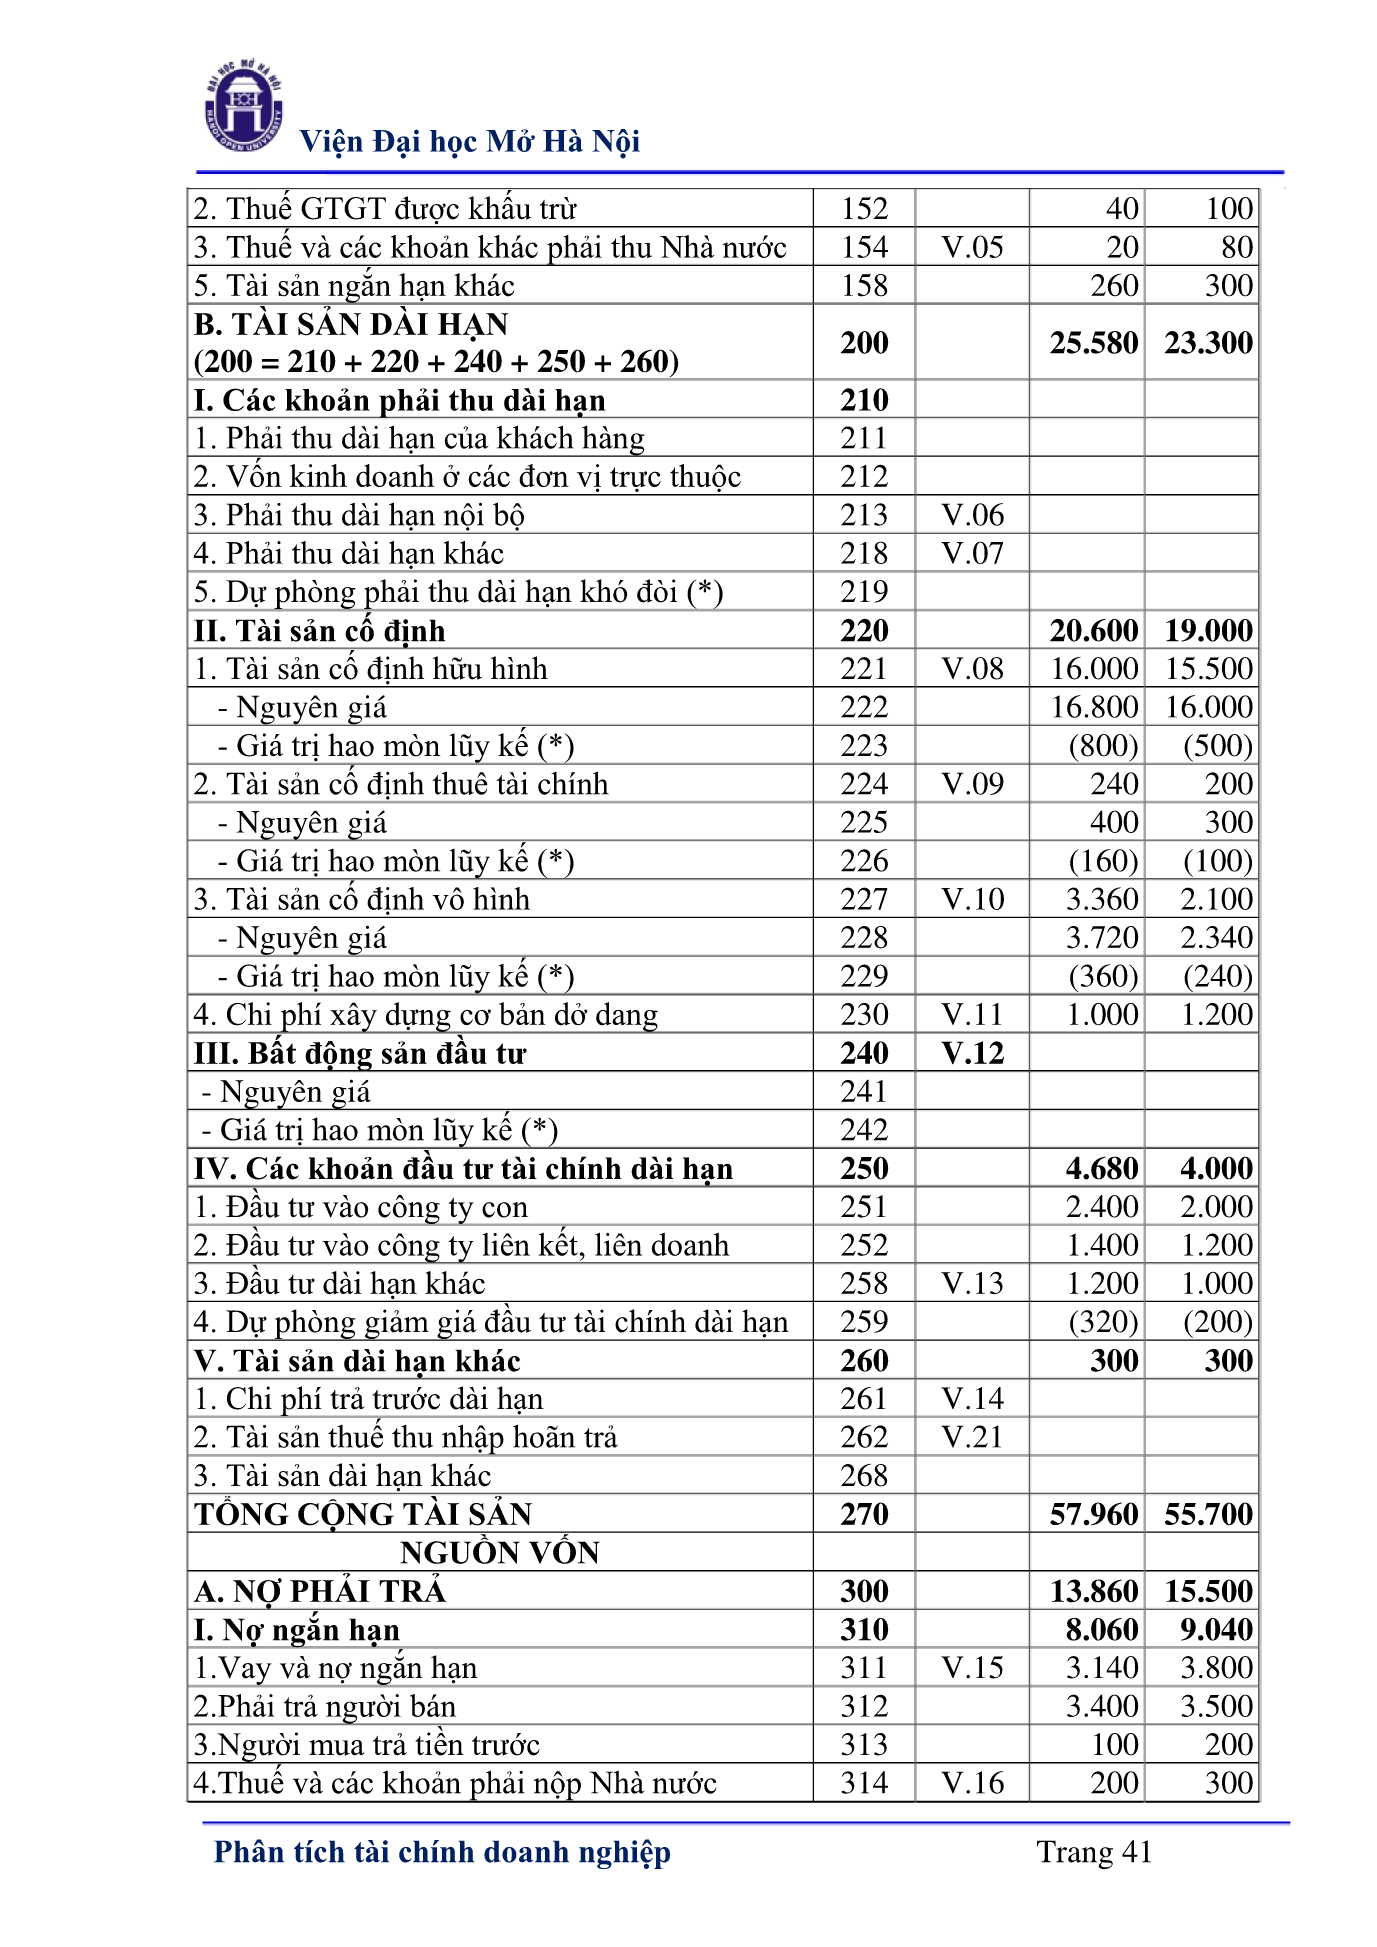 ĐẠI HỌC MỞ HÀ NỘI
HANOI OPEN UNIVERSITY
Viện Đại học Mở Hà Nội
2. Thuế GTGT được khấu trừ 152 40 100
3. Thuế và các khoản khác phải thu Nhà nước 154 V.05 20 80
5. Tài sản ngắn hạn khác 158 260 300
B. TÀI SẢN DÀI HẠN
(200 = 210 + 220 + 240 + 250 + 260) 200 25.580 23.300
I. Các khoản phải thu dài hạn 210
1. Phải thu dài hạn của khách hàng 211
2. Vốn kinh doanh ở các đơn vị trực thuộc 212
3. Phải thu dài hạn nội bộ 213 V.06
4. Phải thu dài hạn khác 218 V.07
5. Dự phòng phải thu dài hạn khó đòi (*) 219
II. Tài sản cố định 220 20.600 19.000
1. Tài sản cố định hữu hình 221 V.08 16.000 15.500
- Nguyên giá 222 16.800 16.000
- Giá trị hao mòn lũy kế (*) 223 (800) (500)
2. Tài sản cố định thuê tài chính 224 V.09 240 200
- Nguyên giá 225 400 300
- Giá trị hao mòn lũy kế (*) 226 (160) (100)
3. Tài sản cố định vô hình 227 V.10 3.360 2.100
- Nguyên giá 228 3.720 2.340
- Giá trị hao mòn lũy kế (*) 229 (360) (240)
4. Chi phí xây dựng cơ bản dở dang 230 V.11 1.000 1.200
III. Bất động sản đầu tư 240 V.12
- Nguyên giá 241
- Giá trị hao mòn lũy kế (*) 242
IV. Các khoản đầu tư tài chính dài hạn 250 4.680 4.000
1. Đầu tư vào công ty con 251 2.400 2.000
2. Đầu tư vào công ty liên kết, liên doanh 252 1.400 1.200
3. Đầu tư dài hạn khác 258 V.13 1.200 1.000
4. Dự phòng giảm giá đầu tư tài chính dài hạn 259 (320) (200)
V. Tài sản dài hạn khác 260 300 300
1. Chi phí trả trước dài hạn 261 V.14
2. Tài sản thuế thu nhập hoãn trả 262 V.21
3. Tài sản dài hạn khác 268
TỔNG CỘNG TÀI SẢN 270 57.960 55.700
NGUỒN VỐN
A. NỢ PHẢI TRẢ 300 13.860 15.500
I. Nợ ngắn hạn 310 8.060 9.040
1.Vay và nợ ngắn hạn 311 V.15 3.140 3.800
2.Phải trả người bán 312 3.400 3.500
3.Người mua trả tiền trước 313 100 200
4.Thuế và các khoản phải nộp Nhà nước 314 V.16 200 300
Phân tích tài chính doanh nghiệp Trang 41